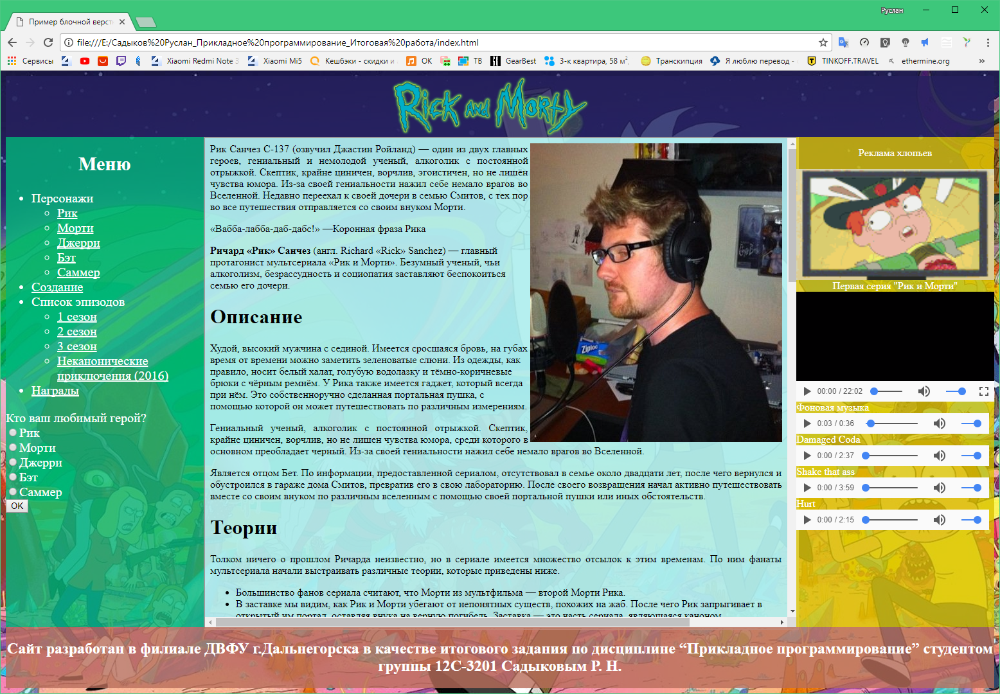 Руслан
Пример блочной верст
file:///E:/Садыков%20Руслан_Прикладное%20программирование_Итоговая%20работа/index.html
Сервисы
Xiaomi Redmi Note 3
Xiaomi Mi5
Кешбэки - скидки и
OK
ТВ
GearBest
3-к квартира, 58 м²,
Транскипция
Я люблю перевод -
TINKOFF.TRAVEL
ethermine.org
»
Rick and Morty
Меню
Персонажи
Рик
Морти
Джерри
Бэт
Саммер
Создание
Список эпизодов
1 сезон
2 сезон
3 сезон
Неканонические
приключения (2016)
Награды
Кто ваш любимый герой?
Рик
Морти
Джерри
Бэт
Саммер
OK
Рик Санчез С-137 (озвучил Джастин Ройланд) — один из двух главных
героев, гениальный и немолодой ученый, алкоголик с постоянной
отрыжкой. Скептик, крайне циничен, ворчлив, эгоистичен, но не лишён
чувства юмора. Из-за своей гениальности нажил себе немало врагов во
Вселенной. Недавно переехал к своей дочери в семью Смитов, с тех пор
во все путешествия отправляется со своим внуком Морти.
«Вабба-лабба-даб-дабс!» —Коронная фраза Рика
Ричард «Рик» Санчез (англ. Richard «Rick» Sanchez) — главный
протагонист мультсериала «Рик и Морти». Безумный ученый, чьи
алкоголизм, безрассудность и социопатия заставляют беспокоиться
семью его дочери.
Описание
Худой, высокий мужчина с сединой. Имеется сросшаяся бровь, на губах
время от времени можно заметить зеленоватые слюни. Из одежды, как
правило, носит белый халат, голубую водолазку и тёмно-коричневые
брюки с чёрным ремнём. У Рика также имеется гаджет, который всегда
при нём. Это собственноручно сделанная портальная пушка, с
помощью которой он может путешествовать по различным измерениям.
Гениальный ученый, алкоголик с постоянной отрыжкой. Скептик,
крайне циничен, ворчлив, но не лишен чувства юмора, среди которого в
основном преобладает черный. Из-за своей гениальности нажил себе немало врагов во Вселенной.
Является отцом Бет. По информации, предоставленной сериалом, отсутствовал в семье около двадцати лет, после чего вернулся и
обустроился в гараже дома Смитов, превратив его в свою лабораторию. После своего возвращения начал активно путешествовать
вместе со своим внуком по различным вселенным с помощью своей портальной пушки или иных обстоятельств.
Теории
Толком ничего о прошлом Ричарда неизвестно, но в сериале имеется множество отсылок к этим временам. По ним фанаты
мультсериала начали выстраивать различные теории, которые приведены ниже.
Большинство фанов сериала считают, что Морти из мультфильма — второй Морти Рика.
В заставке мы видим, как Рик и Морти убегают от непонятных существ, похожих на жаб. После чего Рик запрыгивает в
открытый им портал, оставляя внука на верную погибель. Заставка — это часть сериала, являющаяся каноном.
Ziploc
Реклама хлопьев
Первая серия "Рик и Морти"
00:00 / 22:02
Фоновая музыка
0:03 / 0:36
Damaged Coda
0:00 / 2:37
Shake that ass
0:00 / 3:59
Hurt
0:00 / 2:15
Сайт разработан в филиале ДВФУ г.Дальнегорска в качестве итогового задания по дисциплине “Прикладное программирование” студентом
группы 12С-3201 Садыковым Р. Н.